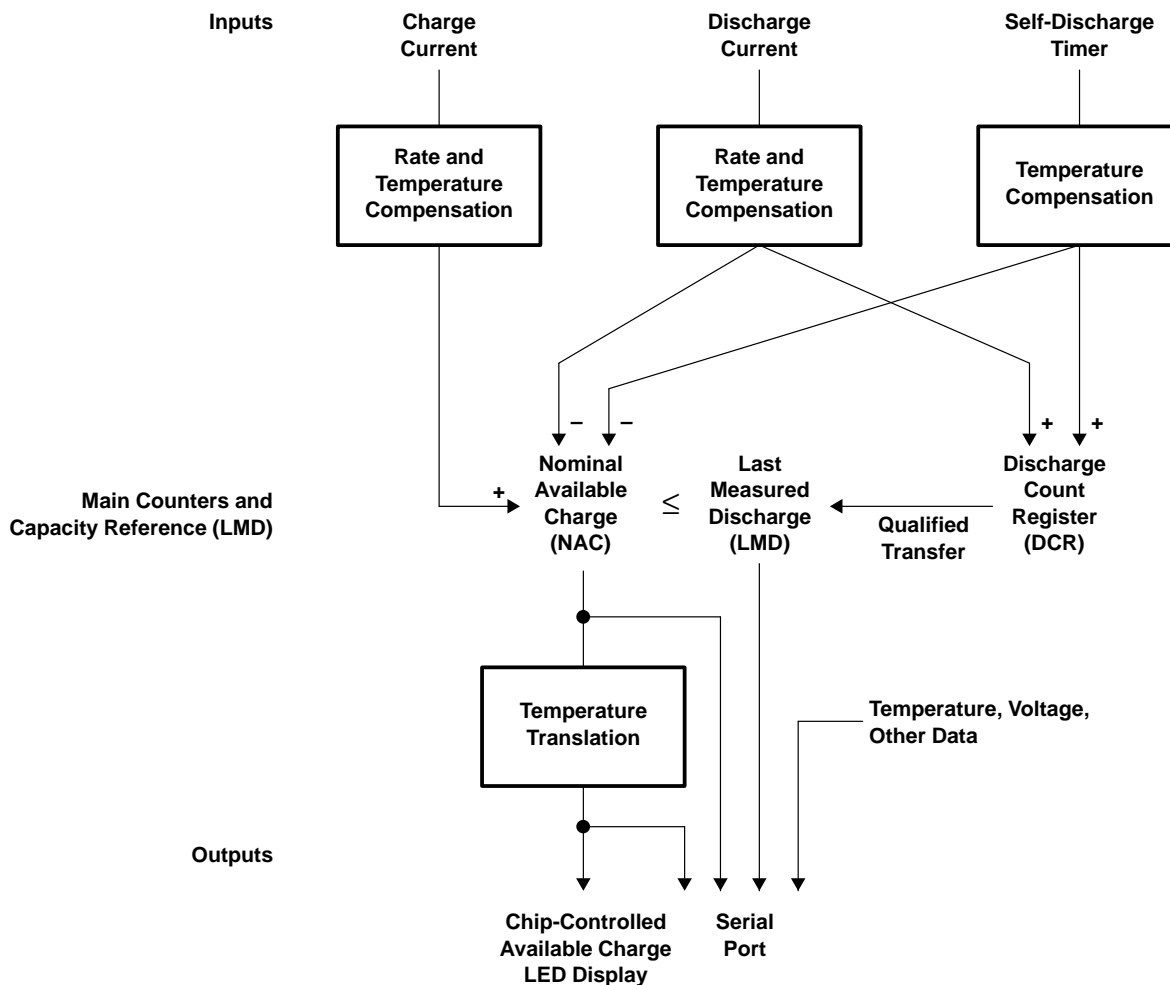 Inputs
Charge
Current
Discharge
Current
Self-Discharge
Timer
Rate and
Temperature
Compensation
Rate and
Temperature
Compensation
Temperature
Compensation
–
–
+
+
Main Counters and
Capacity Reference (LMD)
+
Nominal
Available
Charge
(NAC)
≤
Last
Measured
Discharge
(LMD)
Qualified
Transfer
Discharge
Count
Register
(DCR)
Temperature
Translation
Temperature, Voltage,
Other Data
Outputs
Chip-Controlled
Available Charge
LED Display
Serial
Port